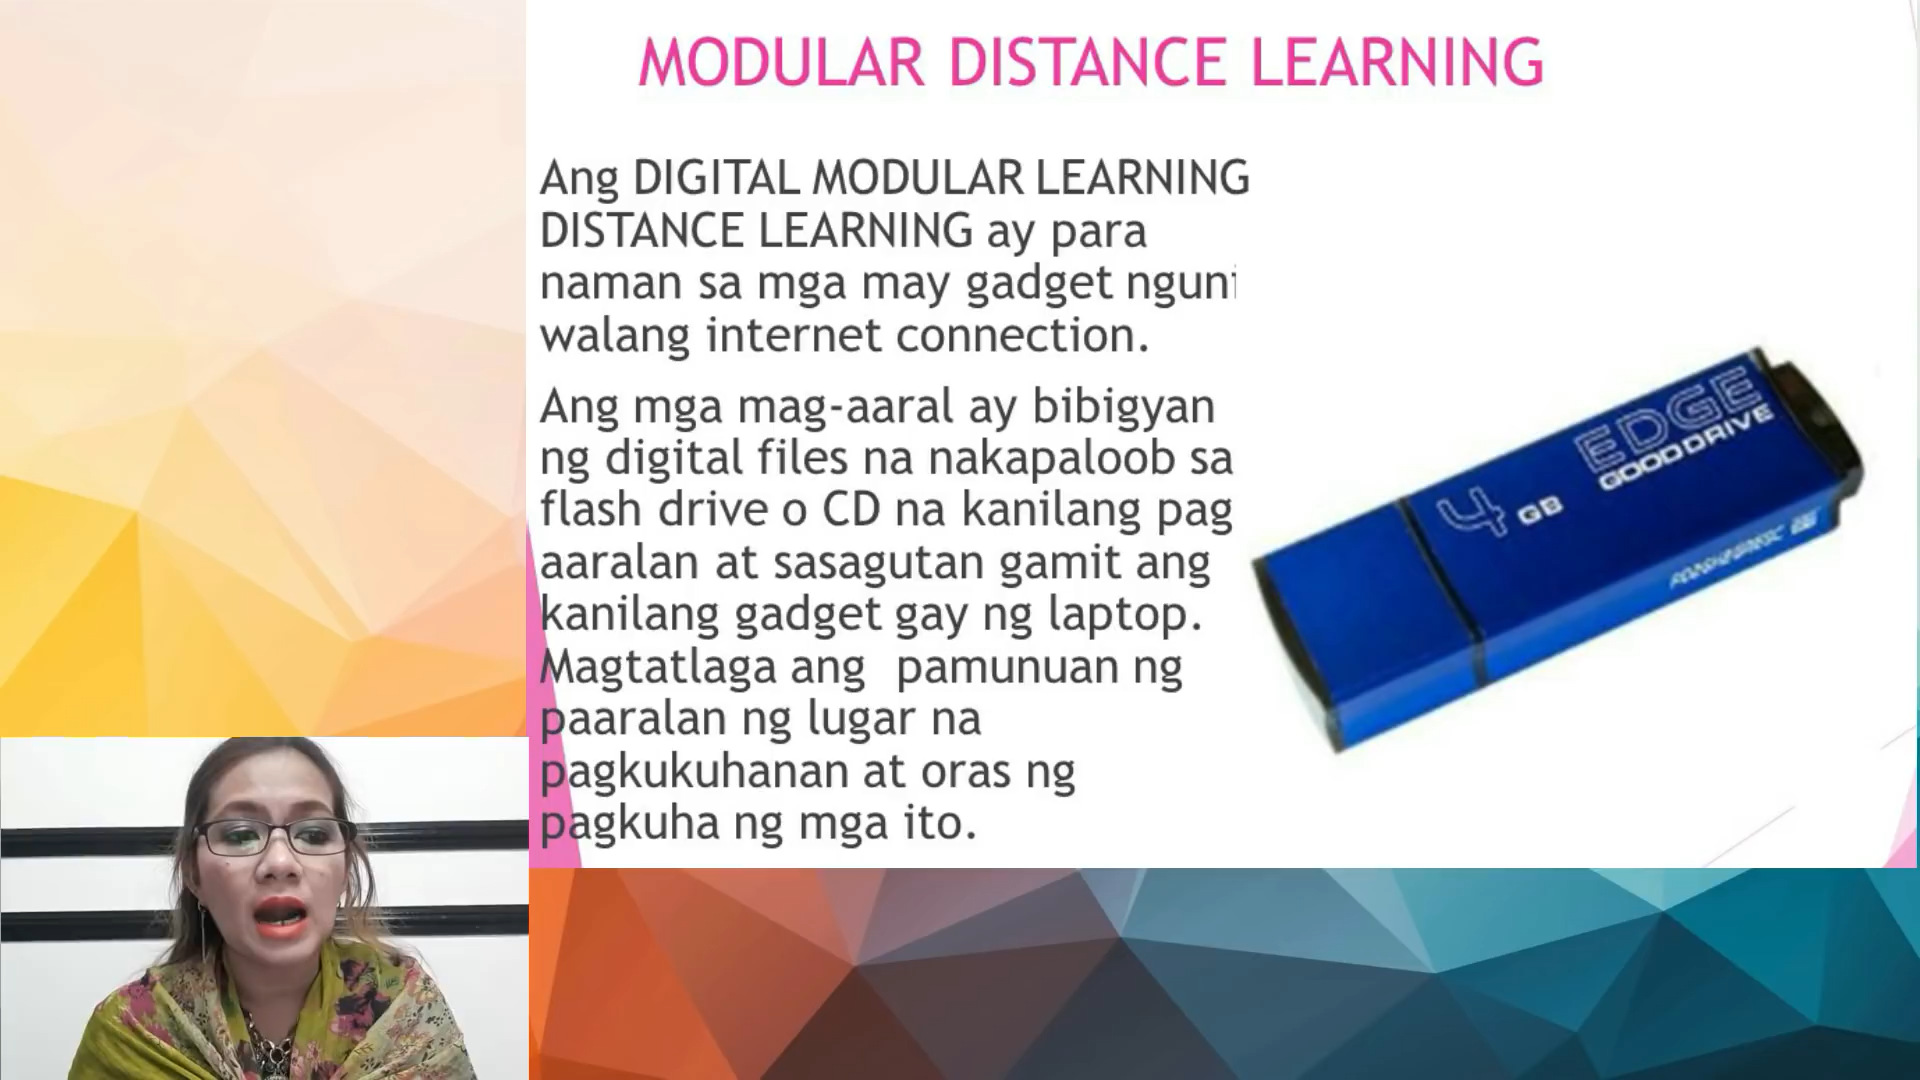 MODULAR DISTANCE LEARNING
Ang DIGITAL MODULAR LEARNING
DISTANCE LEARNING ay para
naman sa mga may gadget nguni
walang internet connection.
Ang mga mag-aaral ay bibigyan
ng digital files na nakapaloob sa
flash drive o CD na kanilang pag
aaralan at sasagutan gamit ang
kanilang gadget gay ng laptop.
Magtatlaga ang pamunuan ng
paaralan ng lugar na
pagkukuhanan at oras ng
pagkuha ng mga ito.
EDGE
GOODDRIVE
4 GB